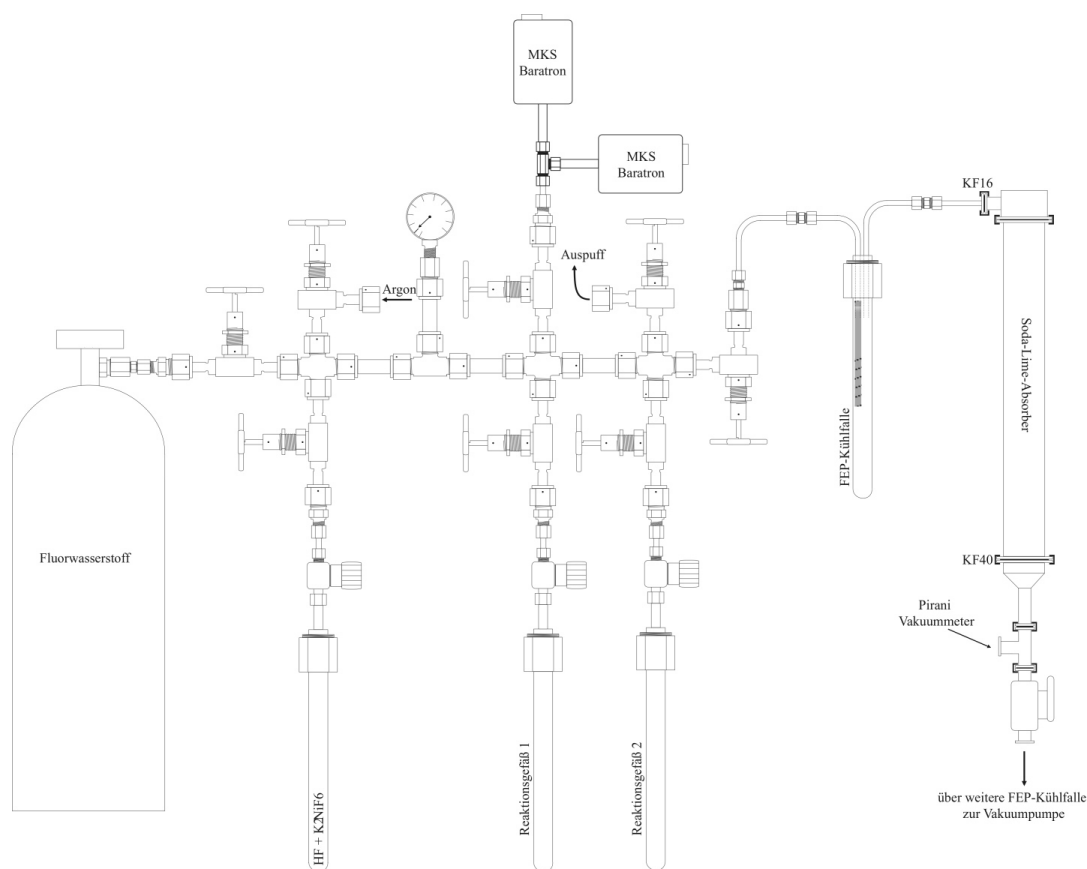 MKS
Baratron
MKS
Baratron
KF16
Auspuff
Argon
Soda-Lime-Absorber
FEP-Kühlfalle
Fluorwasserstoff
KF40
Pirani
Vakuummeter
HF + K2NiF6
Reaktionsgefäß 1
Reaktionsgefäß 2
über weitere FEP-Kühlfalle
zur Vakuumpumpe